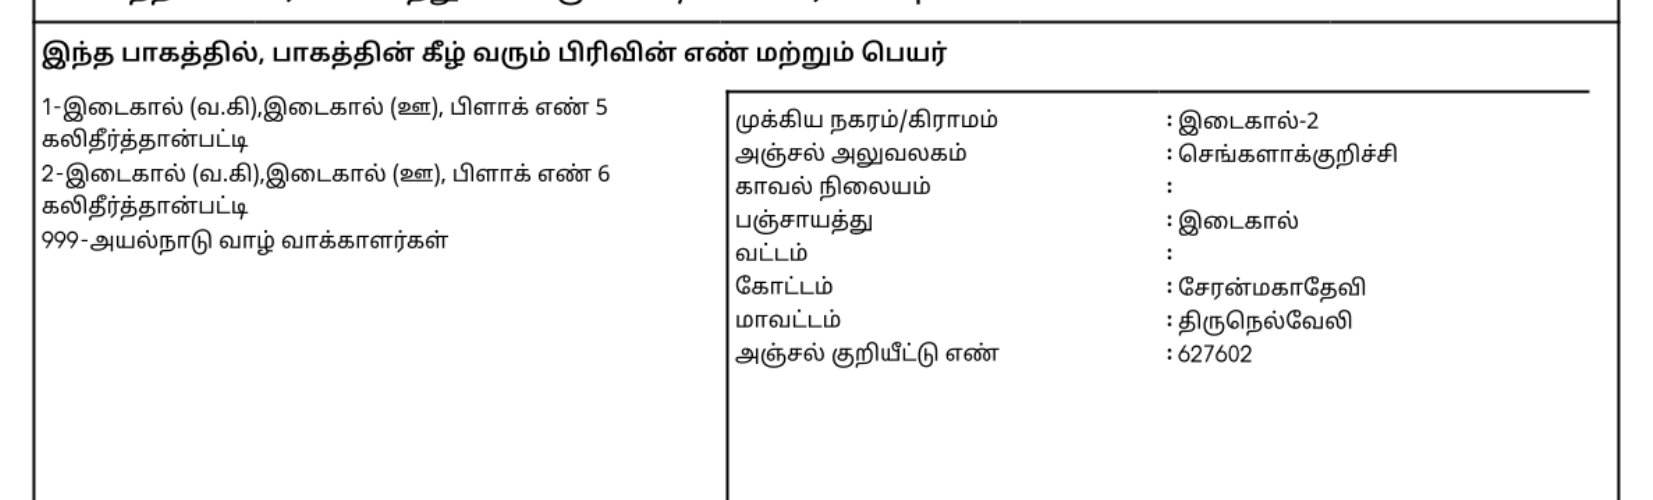 இந்த பாகத்தில், பாகத்தின் கீழ் வரும் பிரிவின் எண் மற்றும் பெயர்
1-இடைகால் (வ.கி),இடைகால் (ஊ), பிளாக் எண் 5
கலிதீர்த்தான்பட்டி
2-இடைகால் (வ.கி),இடைகால் (ஊ), பிளாக் எண் 6
கலிதீர்த்தான்பட்டி
999-அயல்நாடு வாழ் வாக்காளர்கள்
முக்கிய நகரம்/கிராமம் : இடைகால்-2
அஞ்சல் அலுவலகம் : செங்களாக்குறிச்சி
காவல் நிலையம் :
பஞ்சாயத்து : இடைகால்
வட்டம் :
கோட்டம் : சேரன்மகாதேவி
மாவட்டம் : திருநெல்வேலி
அஞ்சல் குறியீட்டு எண் : 627602